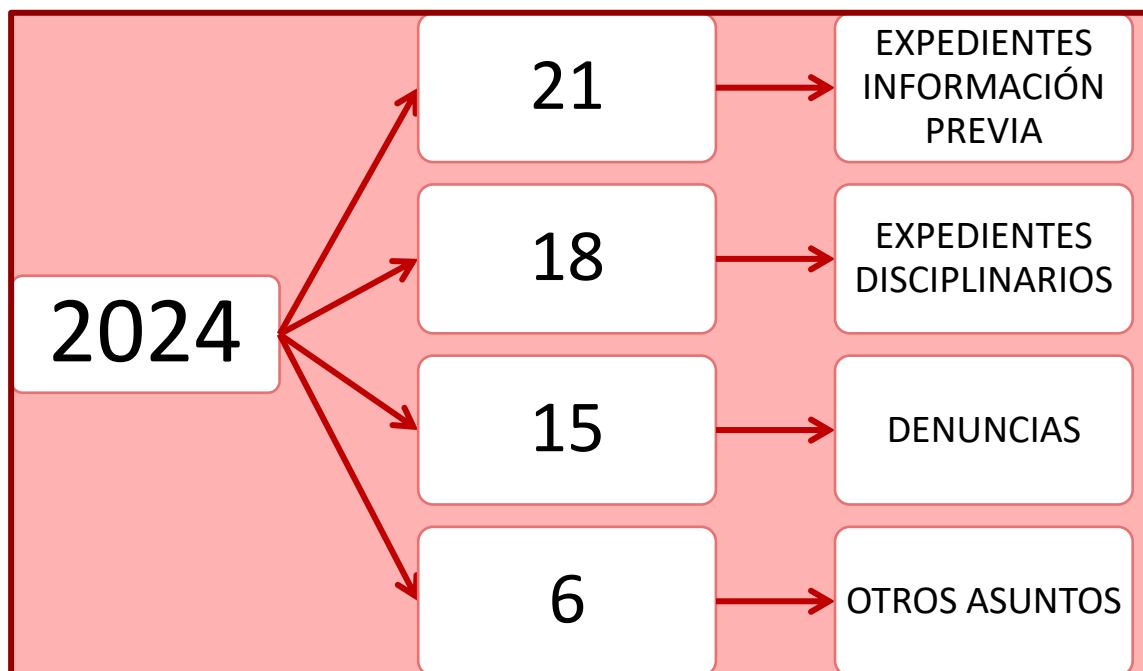 2024
21
EXPEDIENTES
INFORMACIÓN
PREVIA
18
EXPEDIENTES
DISCIPLINARIOS
15
DENUNCIAS
6
OTROS ASUNTOS